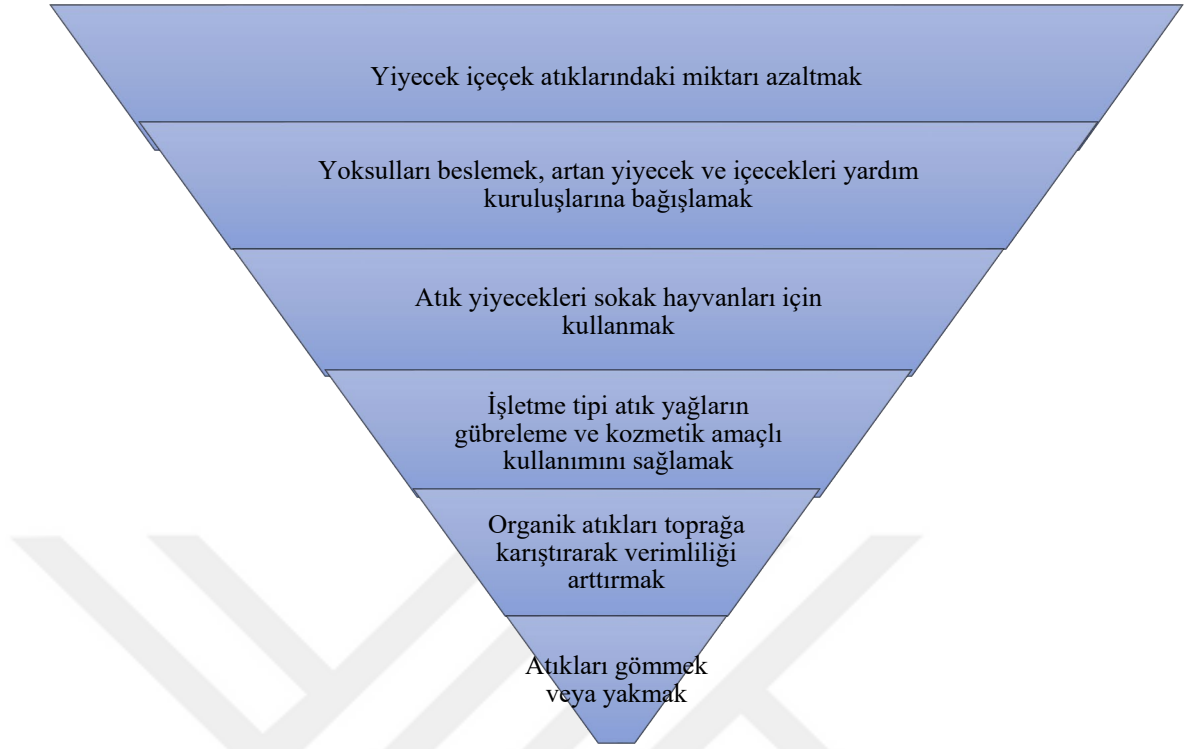 Yiyecek içeçek atıklarındaki miktarı azaltmak
Yoksulları beslemek, artan yiyecek ve içecekleri yardım
kuruluşlarına bağışlamak
Atık yiyecekleri sokak hayvanları için
kullanmak
İşletme tipi atık yağların
gübreleme ve kozmetik amaçlı
kullanımını sağlamak
Organik atıkları toprağa
karıştırarak verimliliği
arttırmak
Atıkları gömmek
veya yakmak